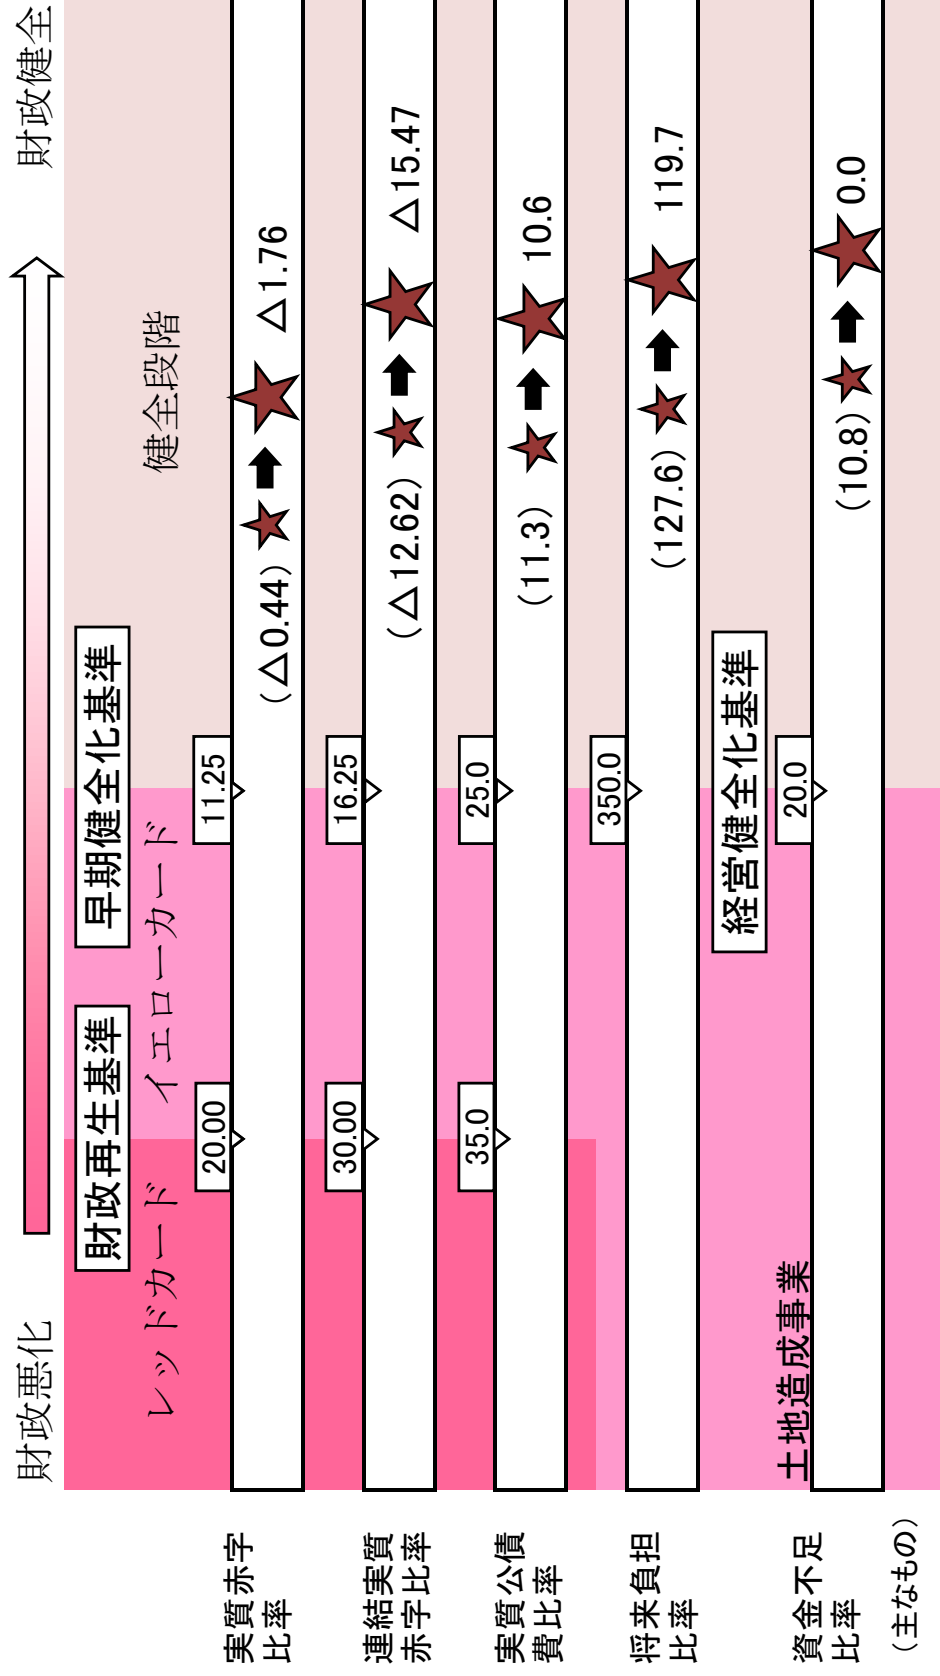 財政悪化
財政健全
財政再生基準
早期健全化基準
レッドカード
イエローカード
健全段階
実質赤字
比率
20.00
11.25
（△0.44）
△1.76
連結実質
赤字比率
30.00
16.25
（△12.62）
△15.47
実質公債
費比率
35.0
25.0
（11.3）
10.6
将来負担
比率
350.0
（127.6）
119.7
経営健全化基準
資金不足
比率
（主なもの）
土地造成事業
20.0
（10.8）
0.0